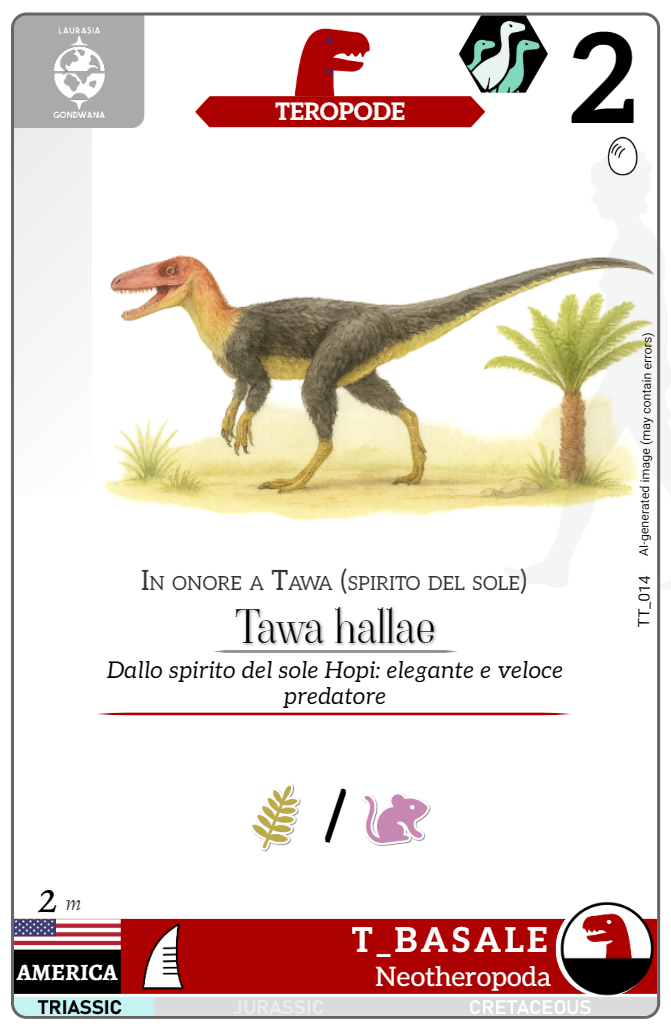 LAURASIA
GONDWANA
TEROPODE
2
AI-generated image (may contain errors)
TT_014
In onore a Tawa (spirito del sole)
Tawa hallae
Dallo spirito del sole Hopi: elegante e veloce
predatore
/
2 m
AMERICA
T_BASALE
Neotheropoda
TRIASSIC JURASSIC CRETACEOUS